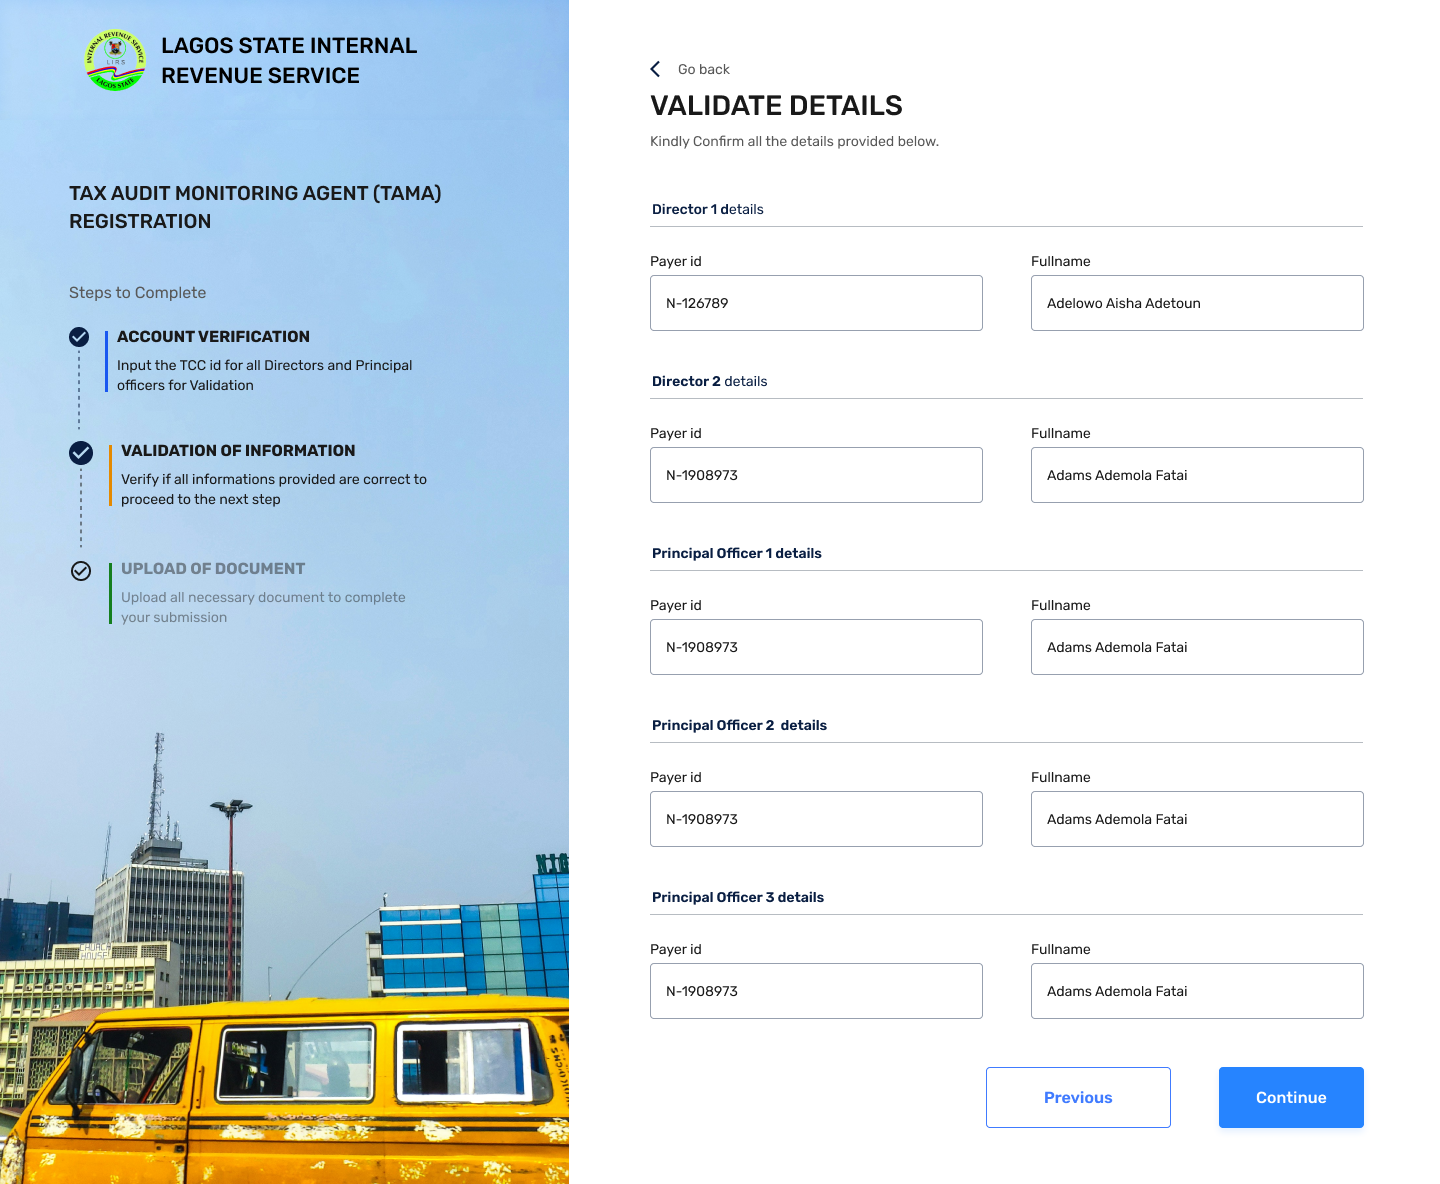 INTERNAL REVENUE SERVICE
LIRS
LAGOS STATE
LAGOS STATE INTERNAL
REVENUE SERVICE
TAX AUDIT MONITORING AGENT (TAMA)
REGISTRATION
Steps to Complete
ACCOUNT VERIFICATION
Input the TCC id for all Directors and Principal
officers for Validation
VALIDATION OF INFORMATION
Verify if all informations provided are correct to
proceed to the next step
UPLOAD OF DOCUMENT
Upload all necessary document to complete
your submission
CHURCH
HOUSE
Go back
VALIDATE DETAILS
Kindly Confirm all the details provided below.
Director 1 details
Payer id Fullname
N-126789 Adelowo Aisha Adetoun
Director 2 details
Payer id Fullname
N-1908973 Adams Ademola Fatai
Principal Officer 1 details
Payer id Fullname
N-1908973 Adams Ademola Fatai
Principal Officer 2  details
Payer id Fullname
N-1908973 Adams Ademola Fatai
Principal Officer 3 details
Payer id Fullname
N-1908973 Adams Ademola Fatai
Previous Continue